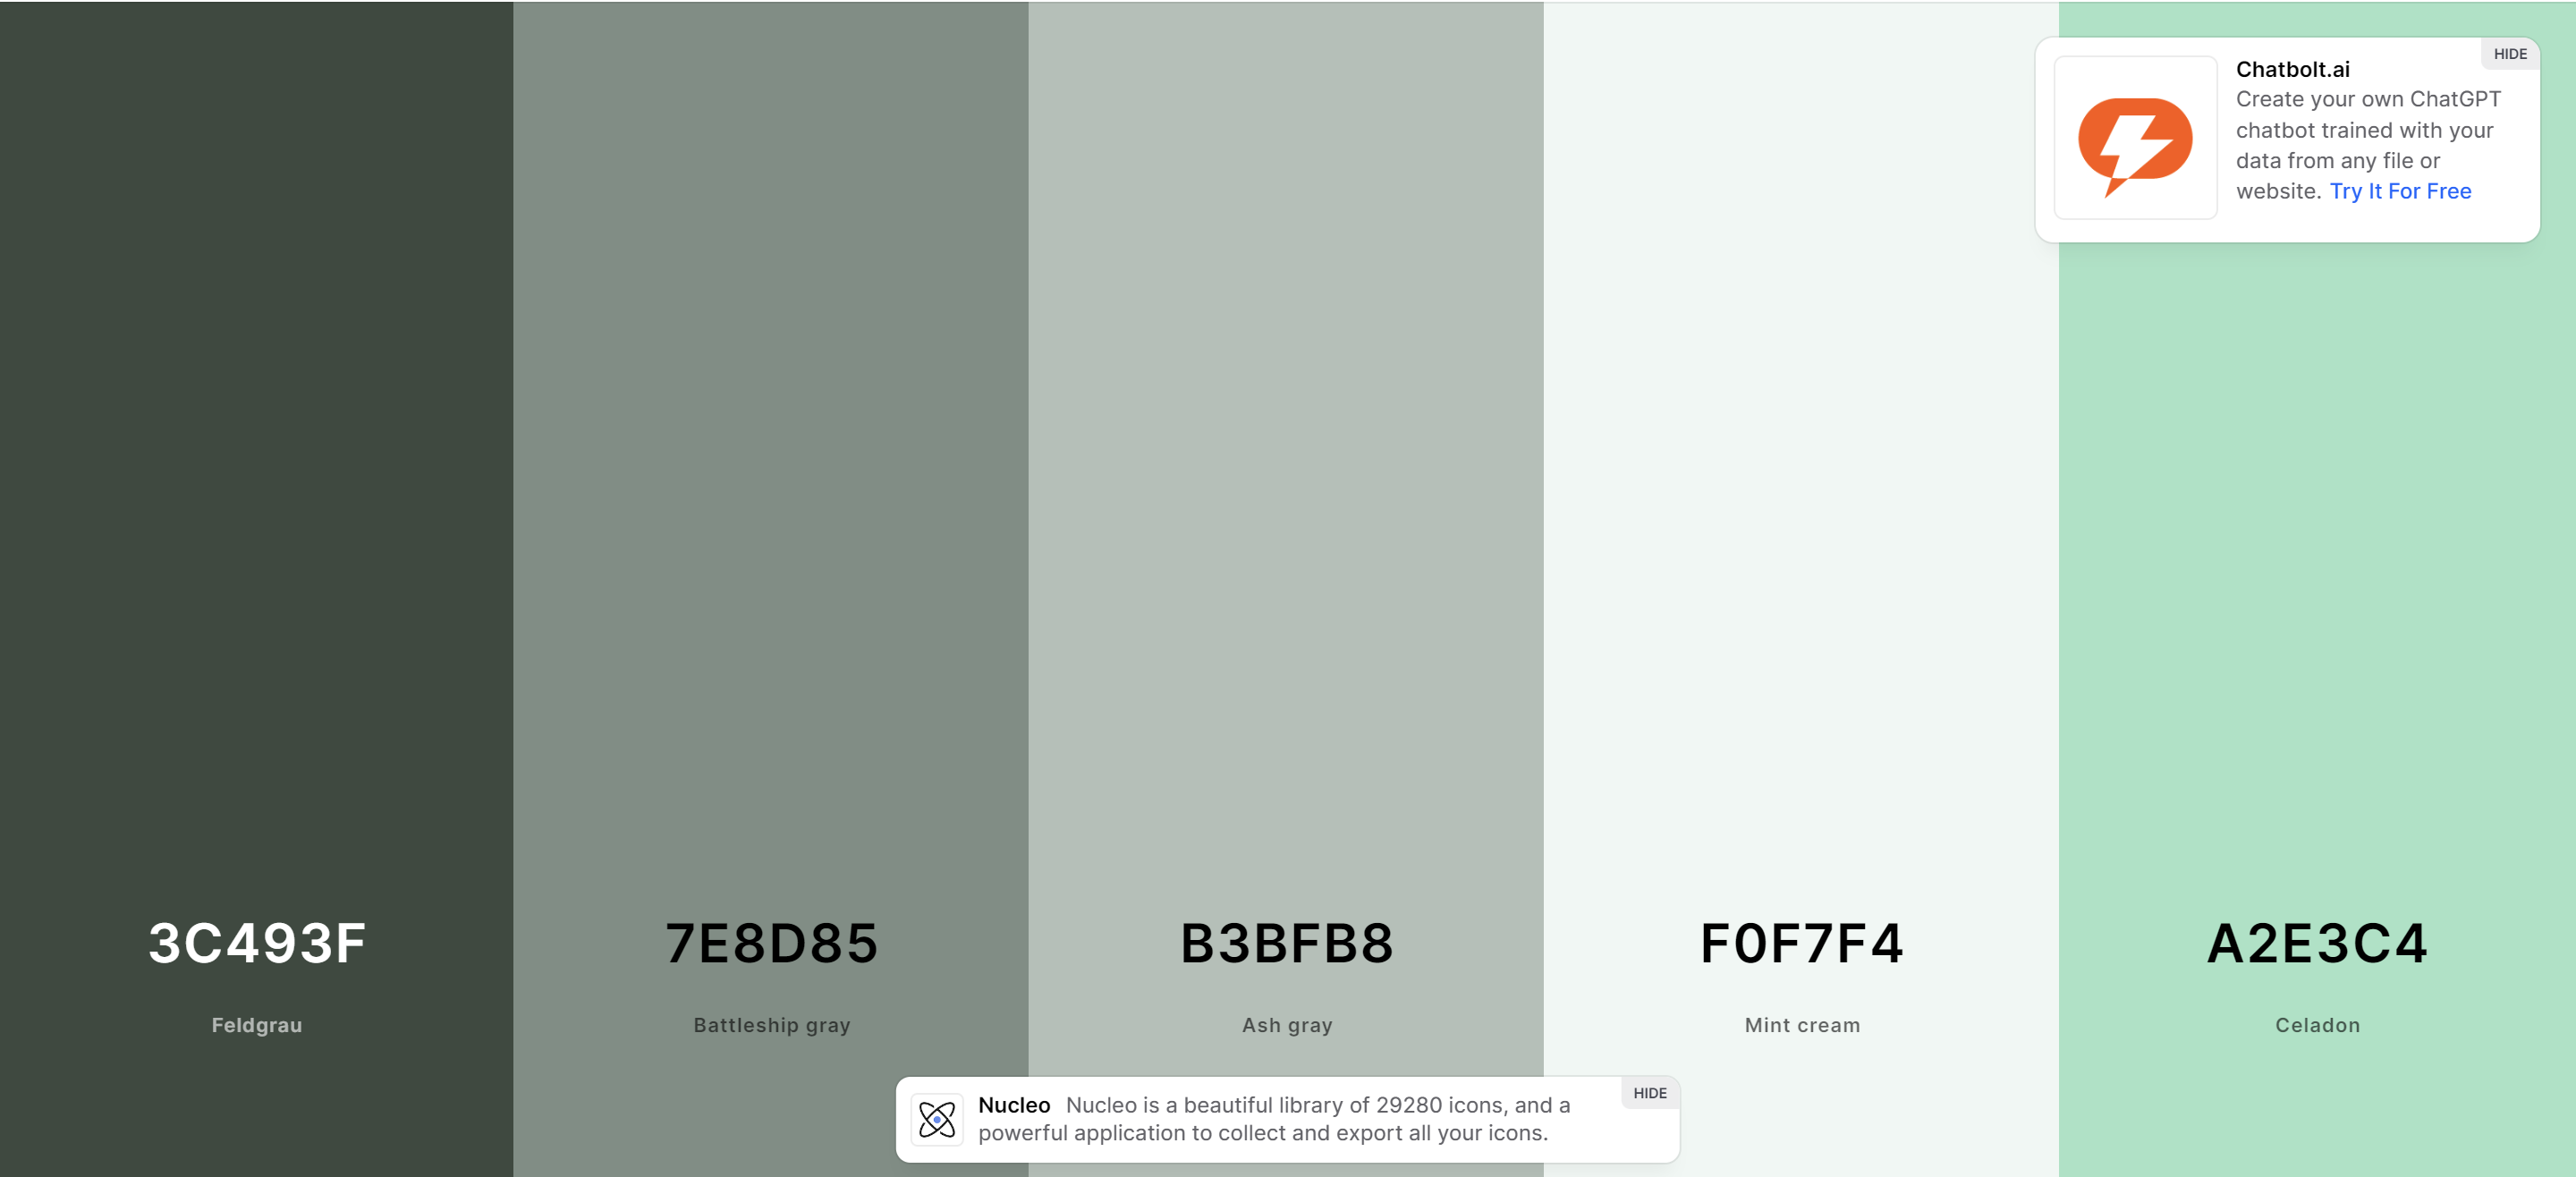 HIDE
Chatbolt.ai
Create your own ChatGPT
chatbot trained with your
data from any file or
website. Try It For Free
3C493F
Feldgrau
7E8D85
Battleship gray
B3BFB8
Ash gray
F0F7F4
Mint cream
A2E3C4
Celadon
HIDE
Nucleo Nucleo is a beautiful library of 29280 icons, and a
powerful application to collect and export all your icons.